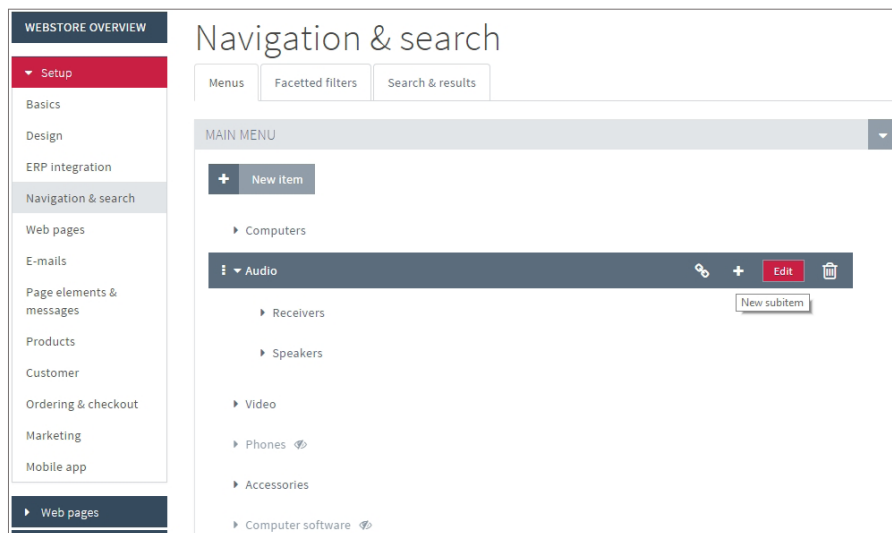 WEBSTORE OVERVIEW
Setup
Basics
Design
ERP integration
Navigation & search
Web pages
E-mails
Page elements &
messages
Products
Customer
Ordering & checkout
Marketing
Mobile app
Web pages
Navigation & search
Menus
Facetted filters
Search & results
MAIN MENU
New item
Computers
Audio
Edit
New subitem
Receivers
Speakers
Video
Phones
Accessories
Computer software